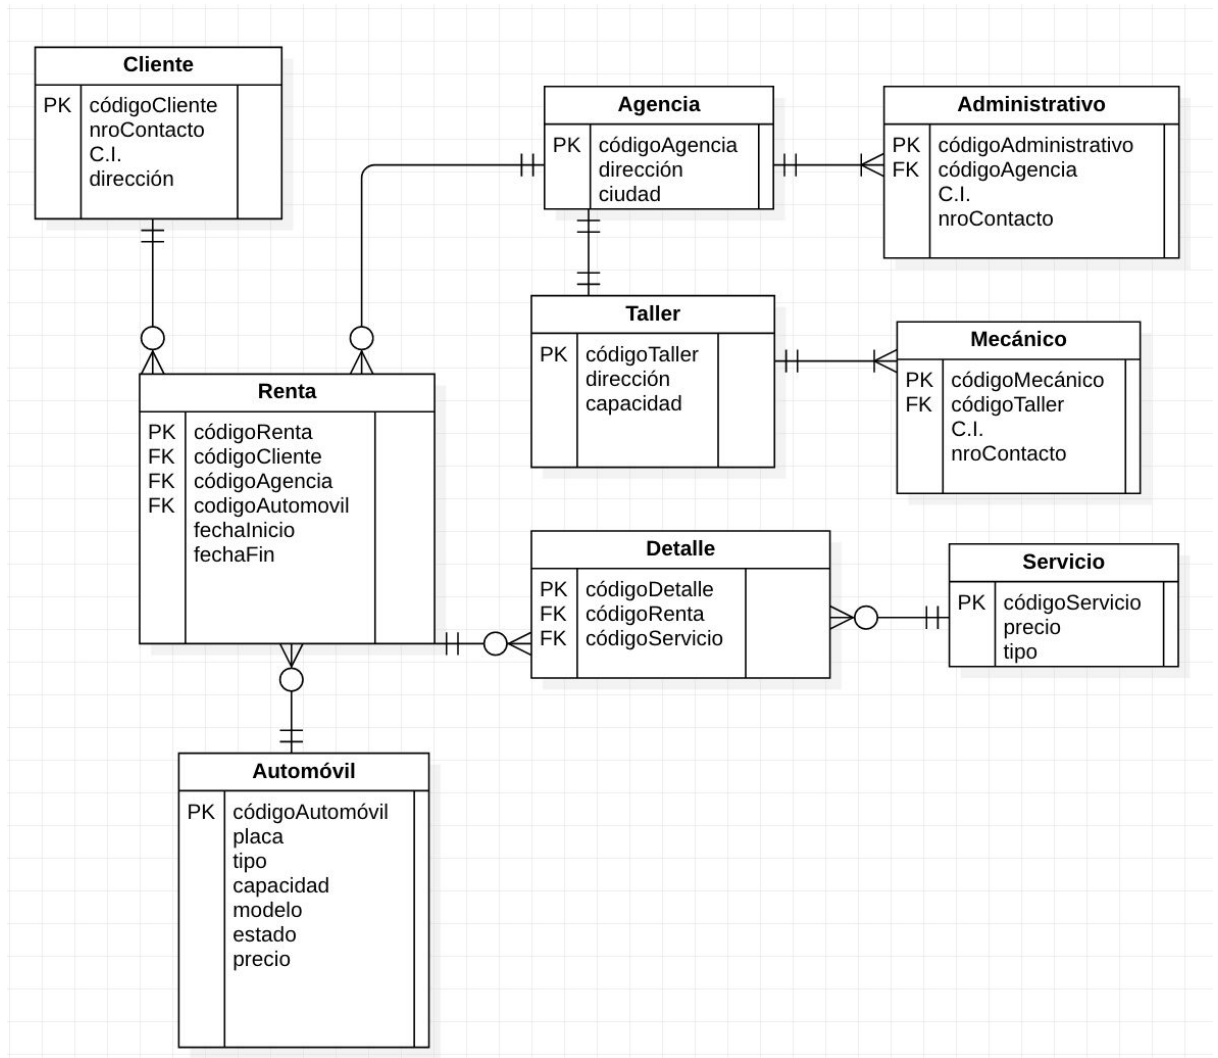 Cliente
PK códigoCliente
nroContacto
C.I.
dirección
Agencia
PK códigoAgencia
dirección
ciudad
Administrativo
PK códigoAdministrativo
FK códigoAgencia
C.I.
nroContacto
Taller
PK códigoTaller
dirección
capacidad
Mecánico
PK códigoMecánico
FK códigoTaller
C.I.
nroContacto
Renta
PK códigoRenta
FK códigoCliente
FK códigoAgencia
FK codigoAutomovil
fechaInicio
fechaFin
Detalle
PK códigoDetalle
FK códigoRenta
FK códigoServicio
Servicio
PK códigoServicio
precio
tipo
Automóvil
PK códigoAutomóvil
placa
tipo
capacidad
modelo
estado
precio